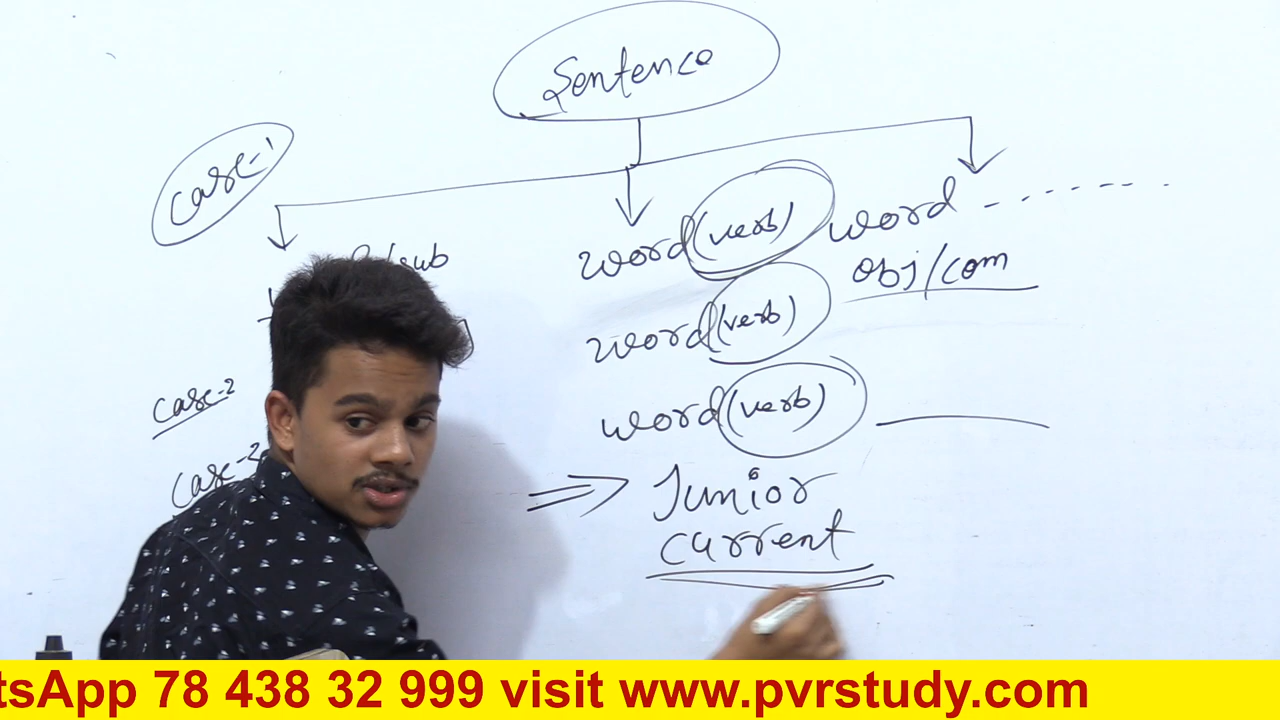 Sentence
case-1
word (verb) word - - - - - -
/sub
obj/com
word (verb)
case-2
word (verb)
case-
Junior
current
tsApp 78 438 32 999 visit www.pvrstudy.com